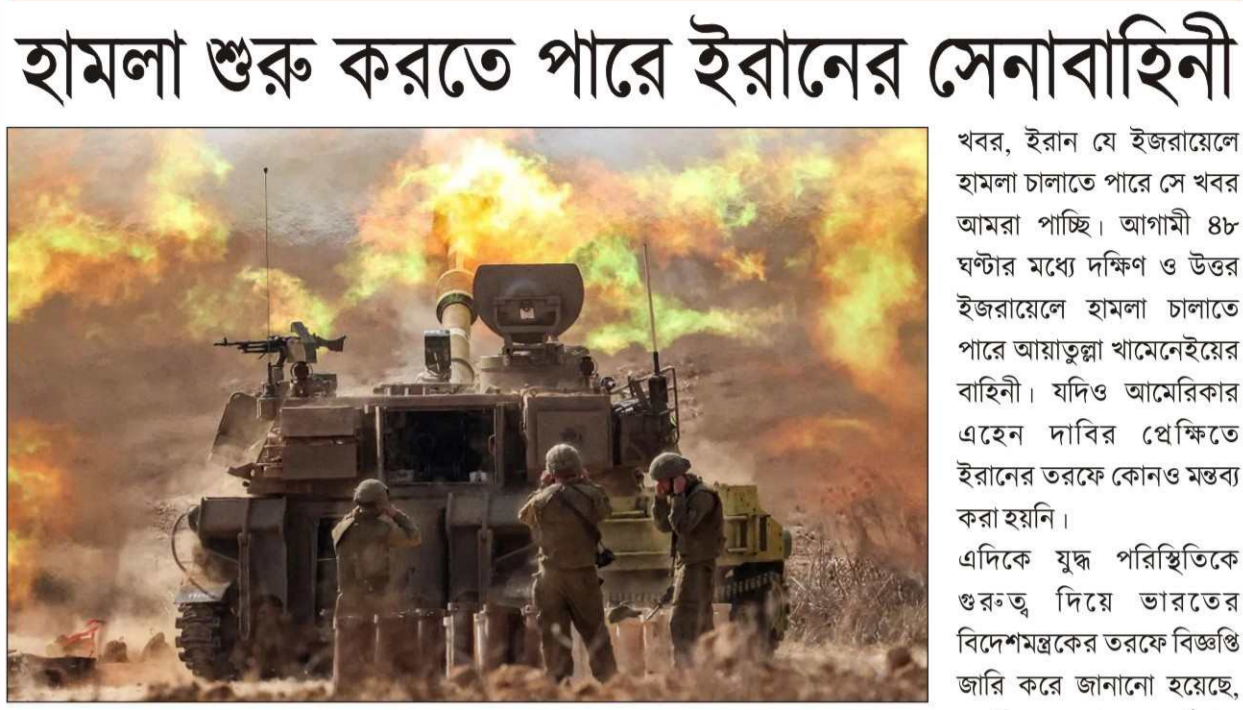 হামলা শুরু করতে পারে ইরানের সেনাবাহিনী
খবর, ইরান যে ইজরায়েলে
হামলা চালাতে পারে সে খবর
আমরা পাচ্ছি। আগামী ৪৮
ঘণ্টার মধ্যে দক্ষিণ ও উত্তর
ইজরায়েলে হামলা চালাতে
পারে আয়াতুল্লা খামেনেইয়ের
বাহিনী। যদিও আমেরিকার
এহেন দাবির প্রেক্ষিতে
ইরানের তরফে কোনও মন্তব্য
করা হয়নি।
এদিকে যুদ্ধ পরিস্থিতিকে
গুরুত্ব দিয়ে ভারতের
বিদেশমন্ত্রকের তরফে বিজ্ঞপ্তি
জারি করে জানানো হয়েছে,